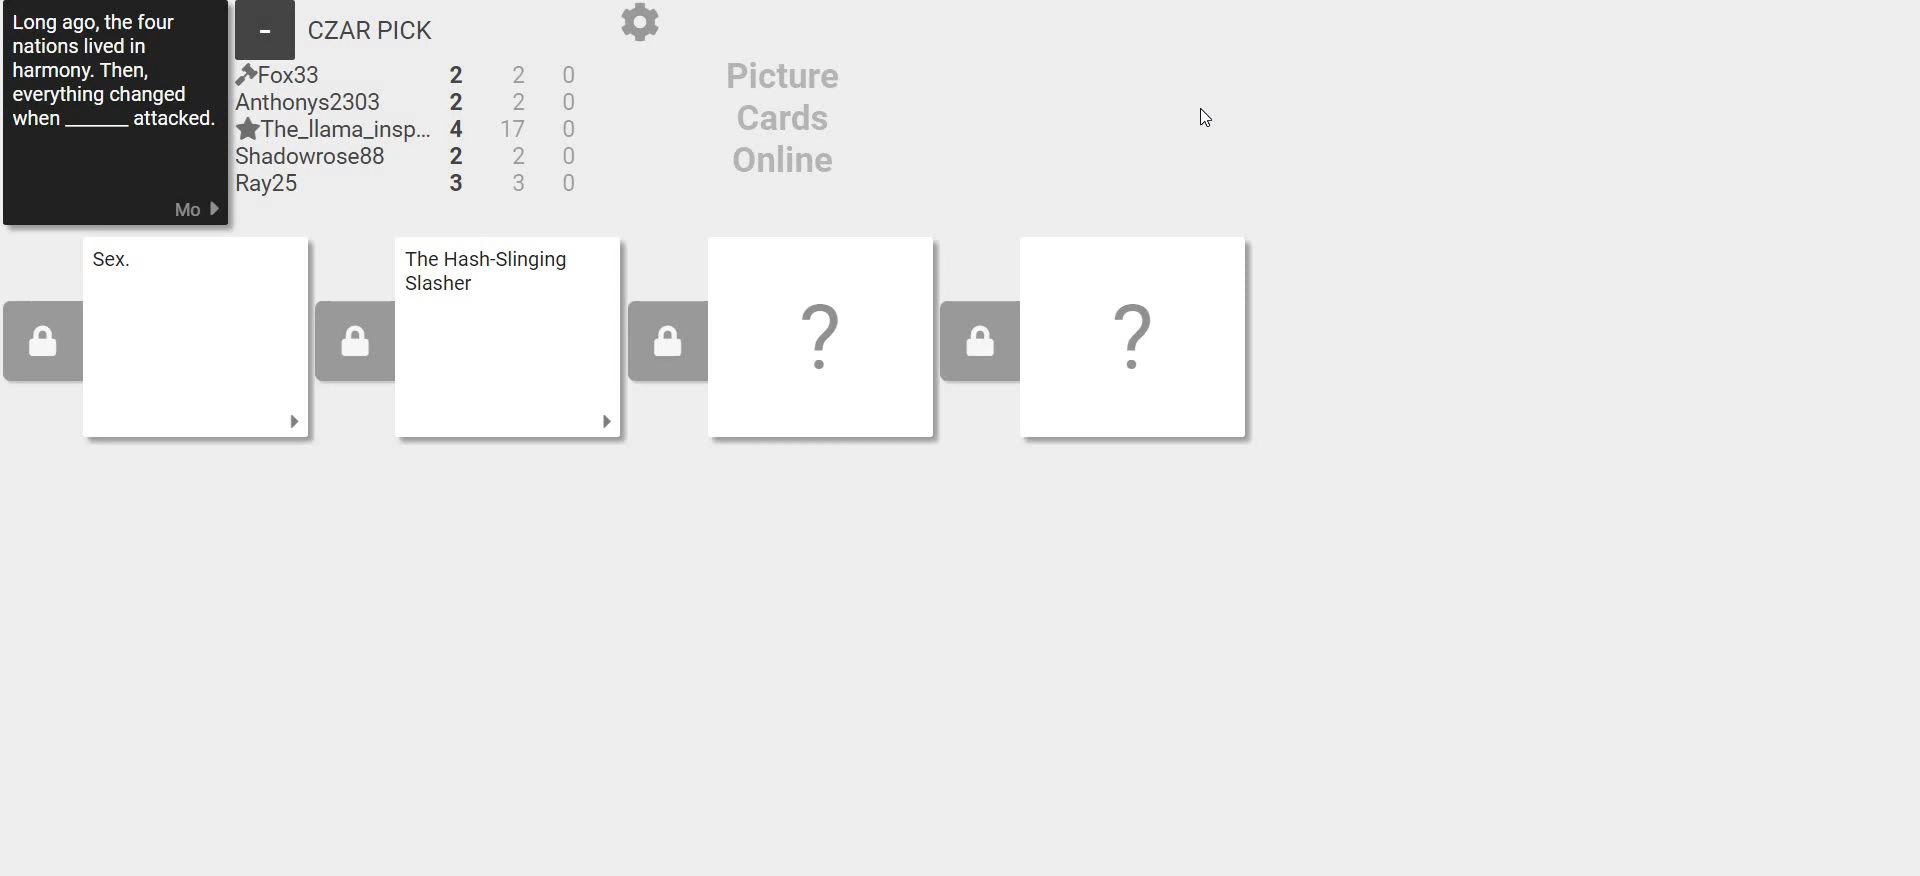 Long ago, the four
nations lived in
harmony. Then,
everything changed
when ______ attacked.
Mo
-
CZAR PICK
Fox33 2 2 0
Anthonys2303 2 2 0
The_llama_insp... 4 17 0
Shadowrose88 2 2 0
Ray25 3 3 0
Picture
Cards
Online
Sex.
The Hash-Slinging
Slasher
?
?